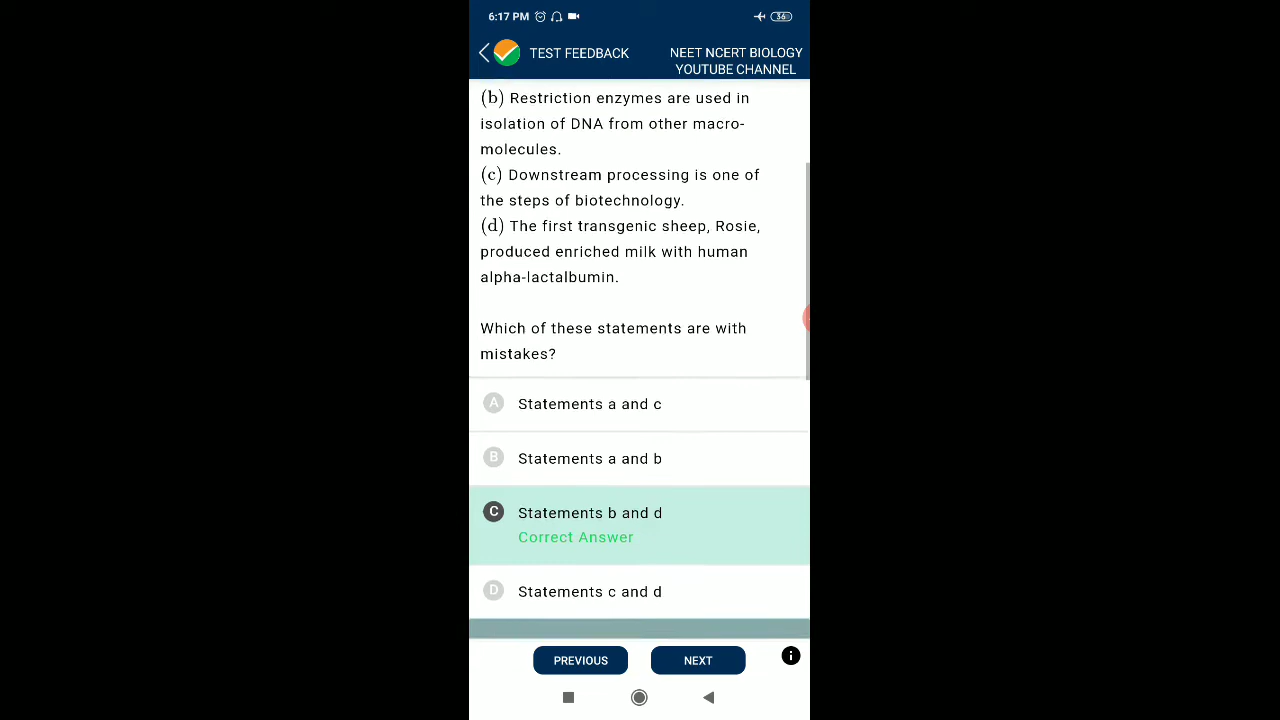 6:17 PM 36
TEST FEEDBACK
NEET NCERT BIOLOGY
YOUTUBE CHANNEL
(b) Restriction enzymes are used in
isolation of DNA from other macro-
molecules.
(c) Downstream processing is one of
the steps of biotechnology.
(d) The first transgenic sheep, Rosie,
produced enriched milk with human
alpha-lactalbumin.
Which of these statements are with
mistakes?
A Statements a and c
B Statements a and b
C Statements b and d
Correct Answer
D Statements c and d
PREVIOUS NEXT